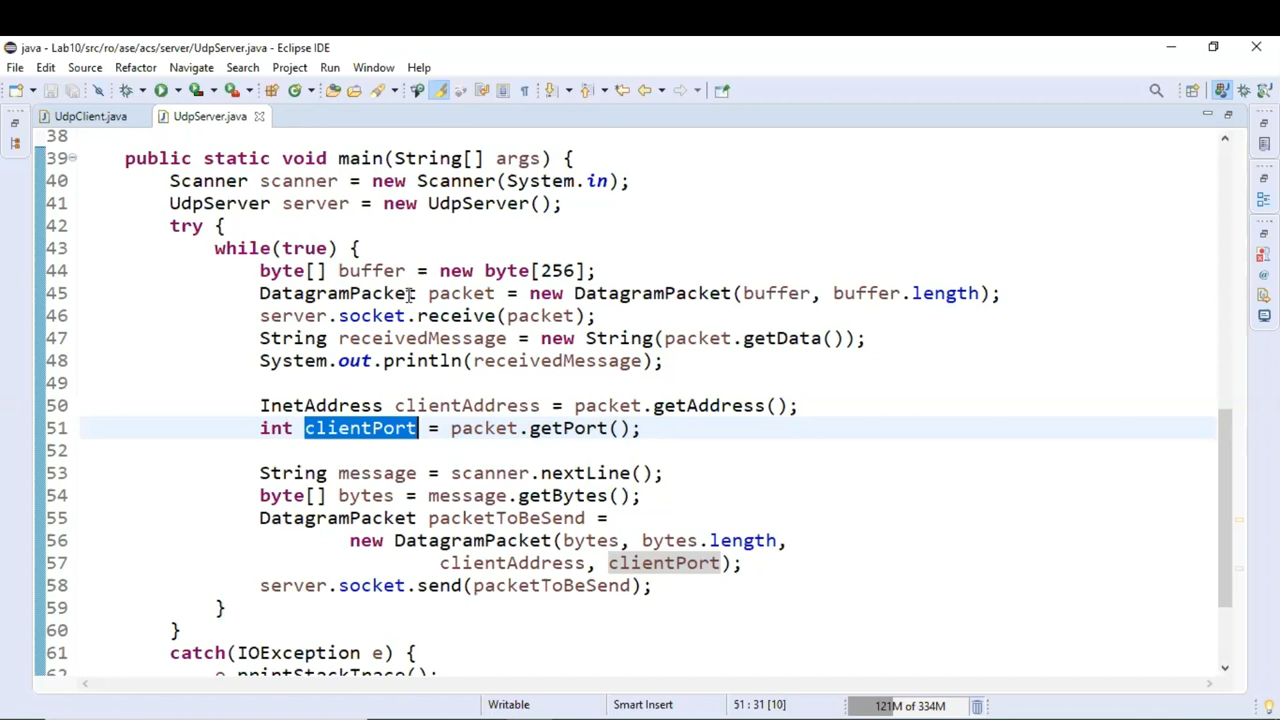 java - Lab10/src/ro/ase/acs/server/UdpServer.java - Eclipse IDE
File Edit Source Refactor Navigate Search Project Run Window Help
UdpClient.java UdpServer.java
38
39 public static void main(String[] args) {
40 Scanner scanner = new Scanner(System.in);
41 UdpServer server = new UdpServer();
42 try {
43 while(true) {
44 byte[] buffer = new byte[256];
45 DatagramPacket packet = new DatagramPacket(buffer, buffer.length);
46 server.socket.receive(packet);
47 String receivedMessage = new String(packet.getData());
48 System.out.println(receivedMessage);
49
50 InetAddress clientAddress = packet.getAddress();
51 int clientPort = packet.getPort();
52
53 String message = scanner.nextLine();
54 byte[] bytes = message.getBytes();
55 DatagramPacket packetToBeSend =
56 new DatagramPacket(bytes, bytes.length,
57 clientAddress, clientPort);
58 server.socket.send(packetToBeSend);
59 }
60 }
61 catch(IOException e) {
62 e.printStackTrace();
Writable Smart Insert 51 : 31 [10] 121M of 334M